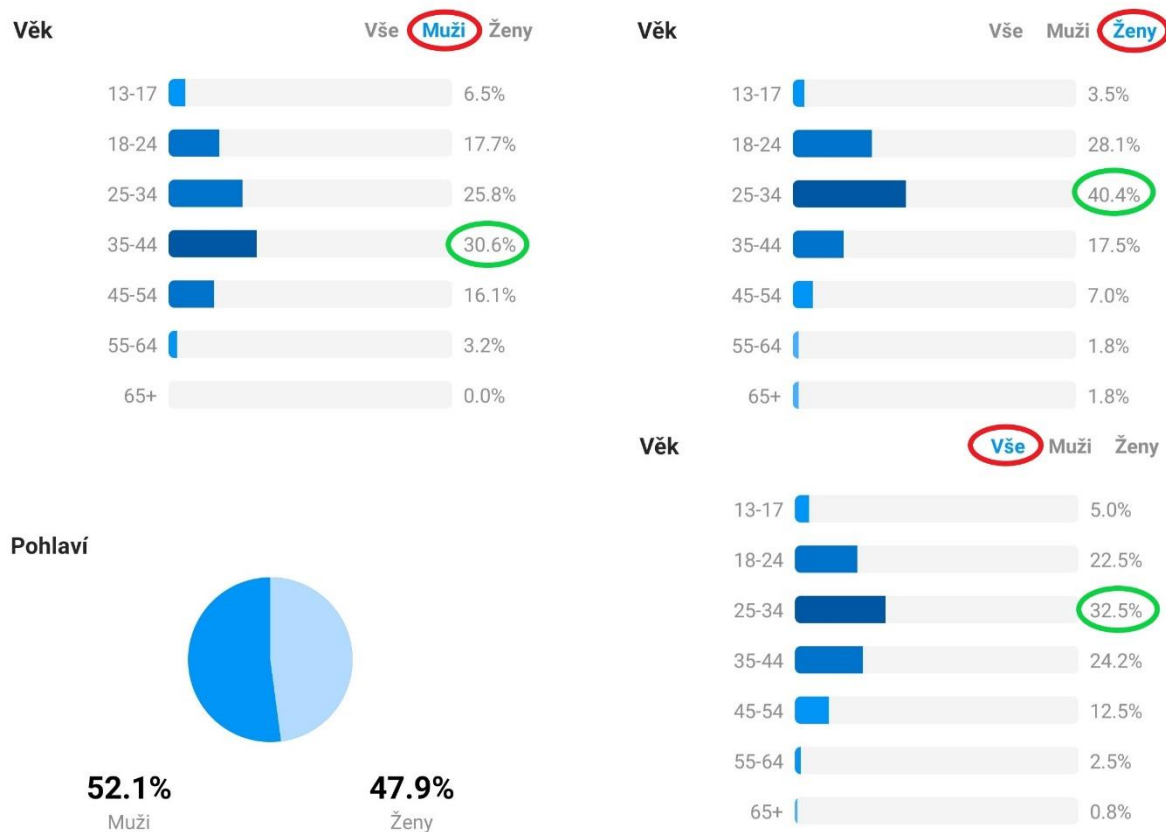 Věk
Vše Muži Ženy
13-17 6.5%
18-24 17.7%
25-34 25.8%
35-44 30.6%
45-54 16.1%
55-64 3.2%
65+ 0.0%
Věk
Vše Muži Ženy
13-17 3.5%
18-24 28.1%
25-34 40.4%
35-44 17.5%
45-54 7.0%
55-64 1.8%
65+ 1.8%
Pohlaví
52.1% 47.9%
Muži Ženy
Věk
Vše Muži Ženy
13-17 5.0%
18-24 22.5%
25-34 32.5%
35-44 24.2%
45-54 12.5%
55-64 2.5%
65+ 0.8%